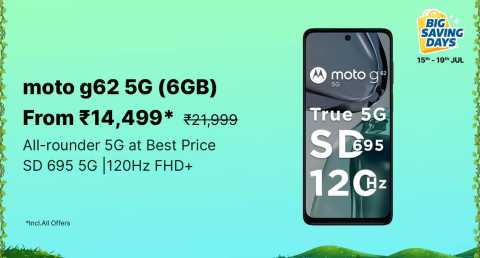 BIG
SAVING
DAYS
15th - 19th JUL
moto g62 5G (6GB)
From ₹14,499* ₹21,999
All-rounder 5G at Best Price
SD 695 5G |120Hz FHD+
*Incl.All Offers
moto g62
5G
True 5G
SD 695
120Hz